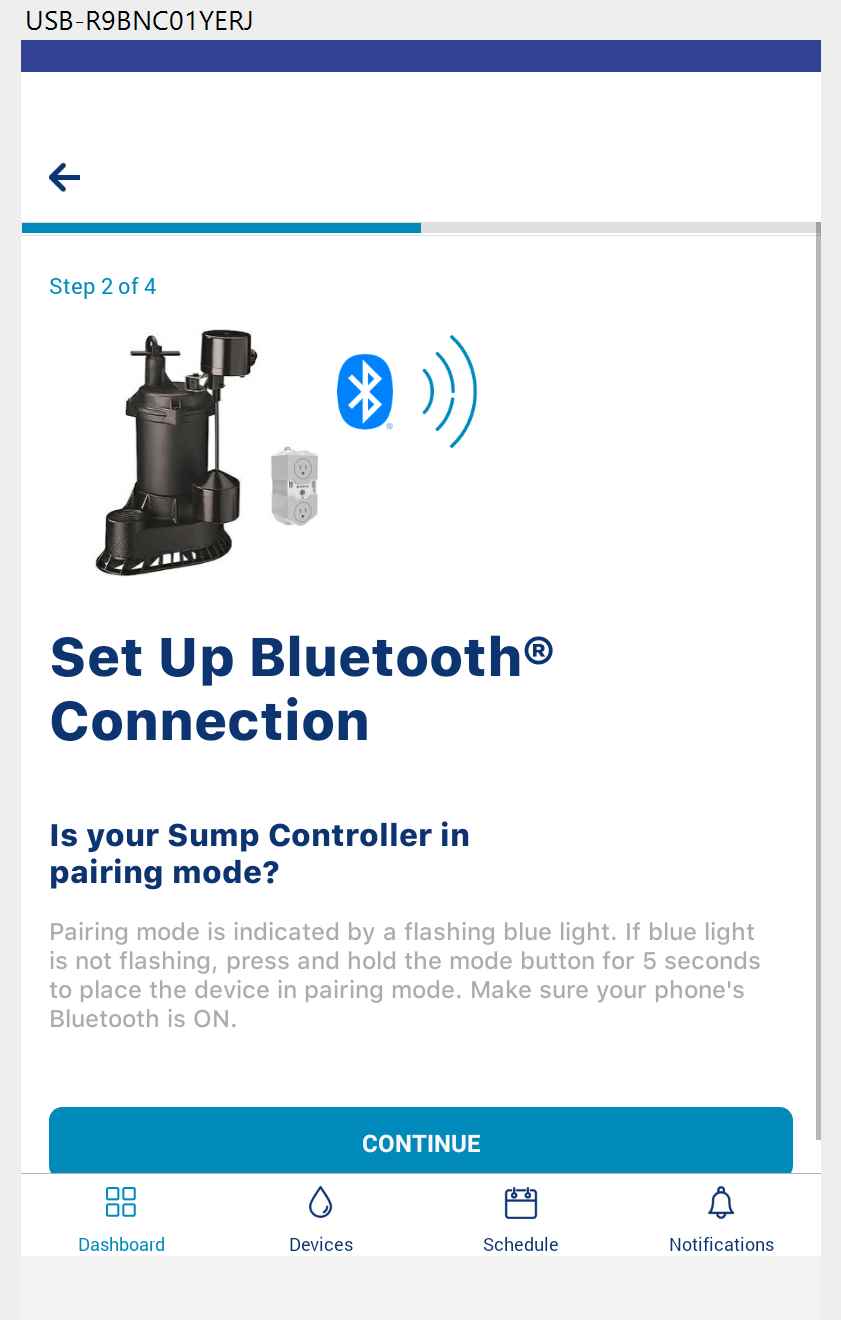 USB-R9BNC01YERJ
Step 2 of 4
Set Up Bluetooth®
Connection
Is your Sump Controller in
pairing mode?
Pairing mode is indicated by a flashing blue light. If blue light
is not flashing, press and hold the mode button for 5 seconds
to place the device in pairing mode. Make sure your phone's
Bluetooth is ON.
CONTINUE
Dashboard
Devices
Schedule
Notifications